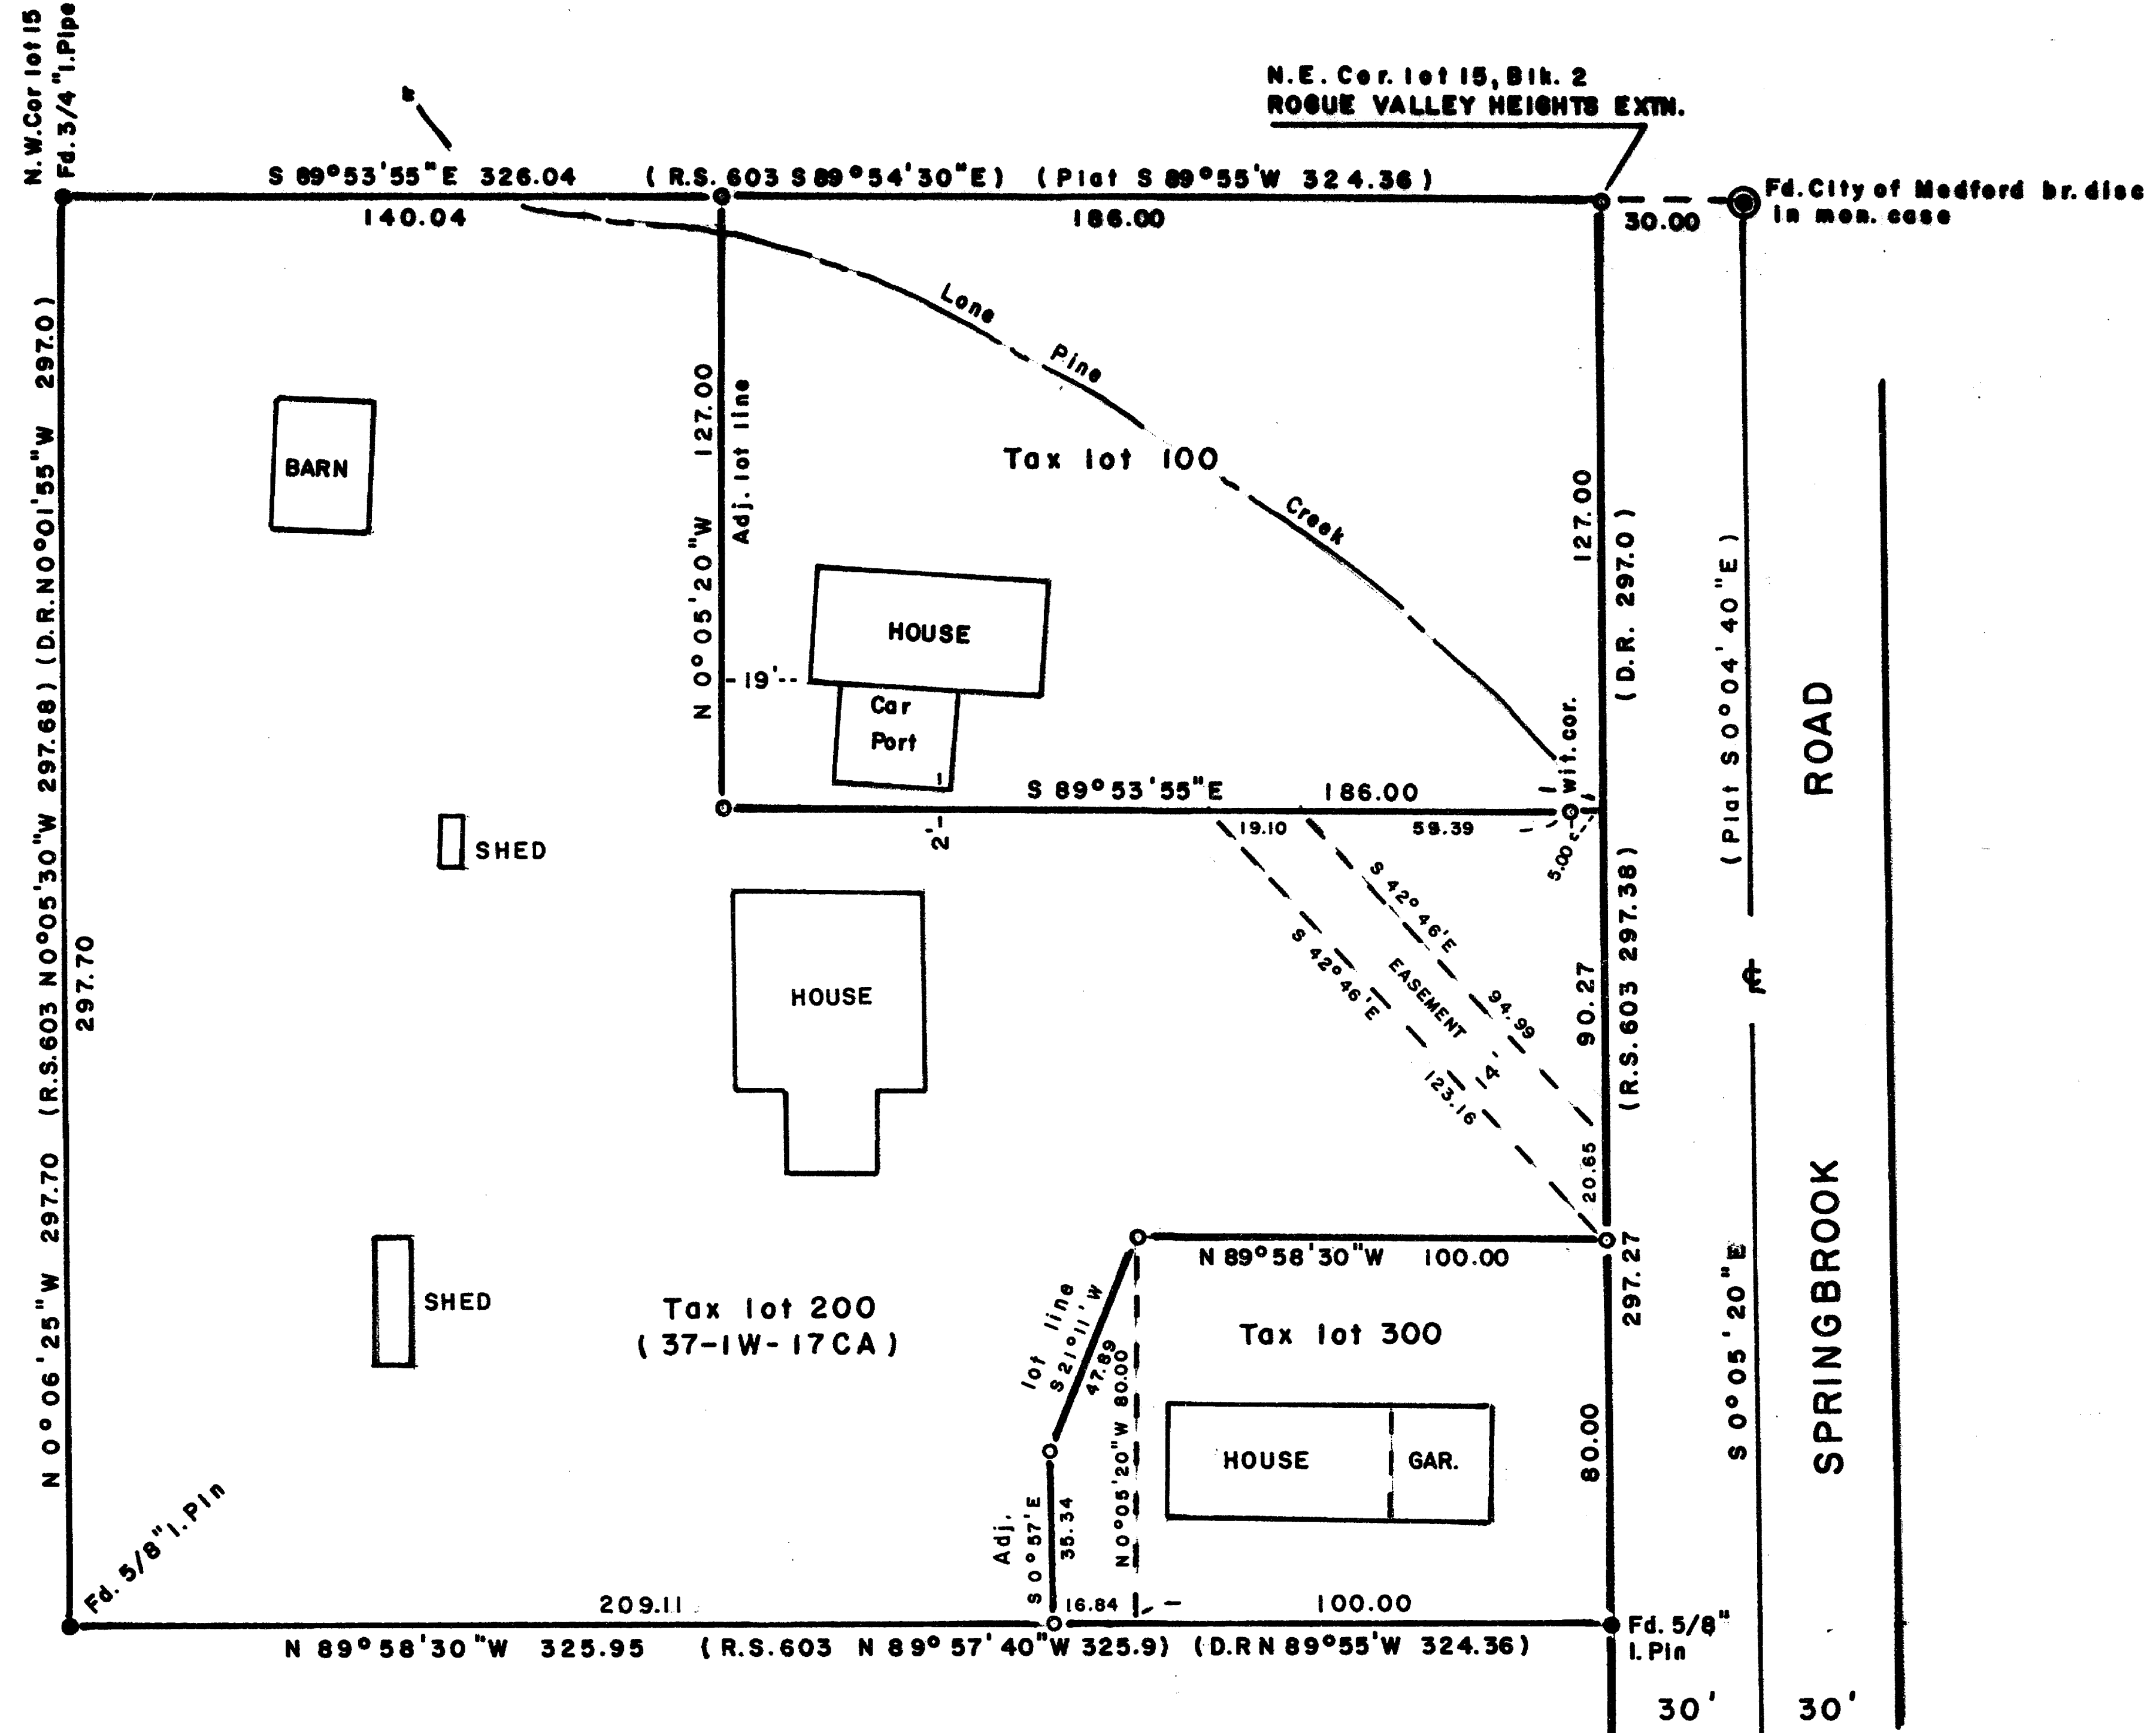 N.W.Cor lot 15
Fd. 3/4" I.Pipe
N.E. Cor. lot 15, Blk. 2
ROGUE VALLEY HEIGHTS EXTN.
S 89°53'55"E 326.04 (R.S. 603 S 89°54'30"E) (Plat S 89°55'W 324.36)
140.04
186.00
30.00
Fd. City of Medford br. disc
in mon. case
Lone
Pine
Creek
Tax lot 100
BARN
N 0°05'20"W 127.00
Adj. lot line
127.00
(D.R. 297.0)
(Plat S 0°04'40"E)
HOUSE
19'
Car
Port
wit. cor.
S 89°53'55"E 186.00
19.10
59.39
5.00
2'
SHED
N 0°06'25"W 297.70 (R.S.603 N 0°05'30"W 297.68) (D.R. N 0°01'55"W 297.0)
297.70
HOUSE
S 42°46'E
94.99
EASEMENT
14'
S 42°46'E
123.16
90.27
20.65
(R.S. 603 297.38)
297.27
ROAD
SPRINGBROOK
S 0°05'20"E
SHED
Tax lot 200
(37-1W-17CA)
N 89°58'30"W 100.00
Tax lot 300
lot line
S 21°11'W
47.89
N 0°05'20"W 80.00
80.00
HOUSE
GAR.
Adj.
S 0°57'E
35.34
Fd. 5/8" I. Pin
209.11
16.84
100.00
N 89°58'30"W 325.95 (R.S.603 N 89°57'40"W 325.9) (D.R N 89°55'W 324.36)
Fd. 5/8"
I. Pin
30'
30'